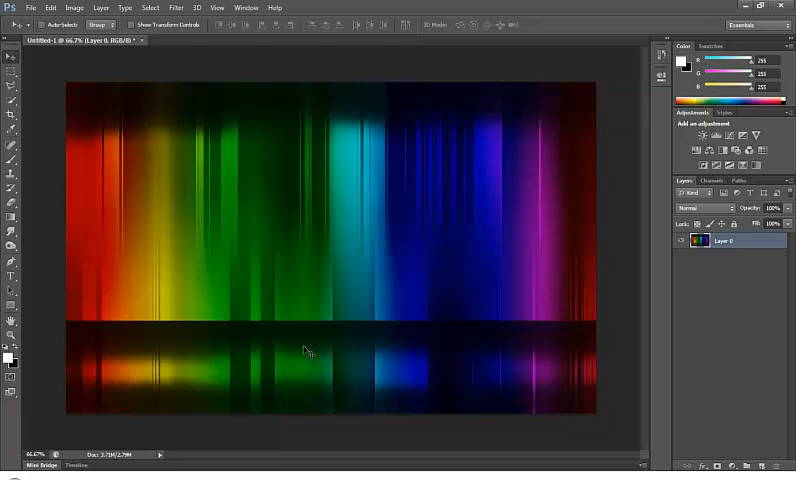 Ps File Edit Image Layer Type Select Filter 3D View Window Help
Auto-Select: Group Show Transform Controls 3D Mode: Essentials
Untitled-1 @ 66.7% (Layer 0, RGB/8) * ×
Color Swatches
R 255
G 255
B 255
Adjustments Styles
Add an adjustment
Layers Channels Paths
Kind
Normal Opacity: 100%
Lock: Fill: 100%
Layer 0
66.67% Doc: 3.71M/2.79M
Mini Bridge Timeline